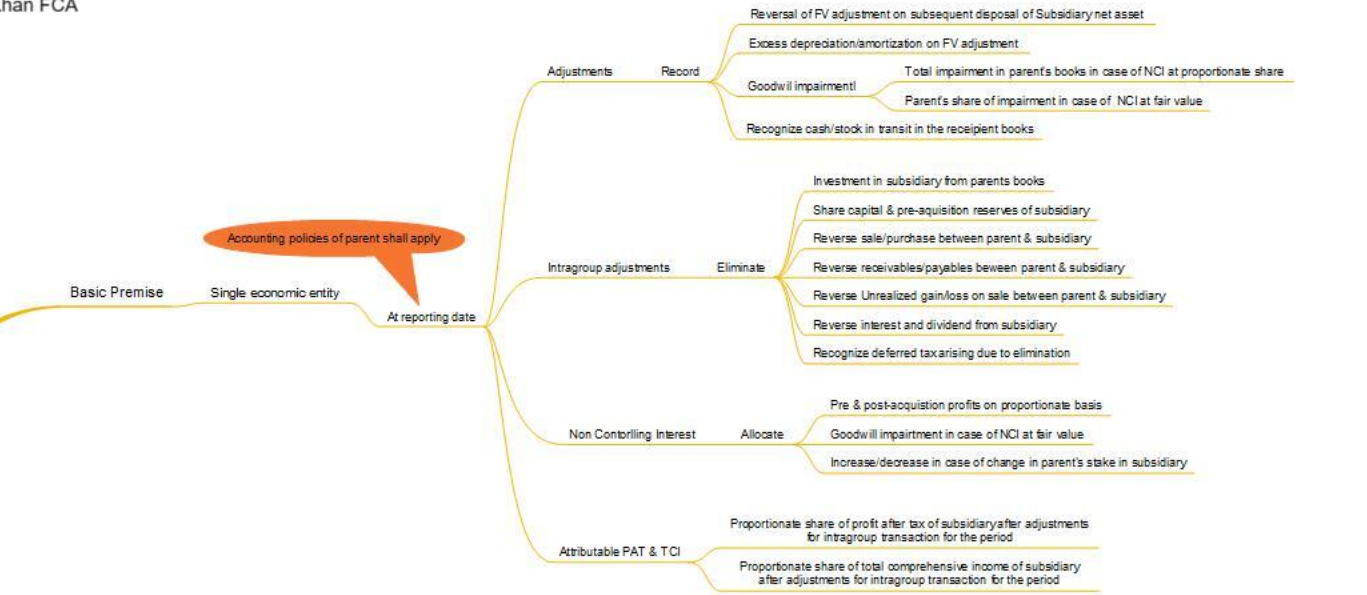 han FCA
Reversal of FV adjustment on subsequent disposal of Subsidiary net asset
Excess depreciation/amortization on FV adjustment
Adjustments
Record
Goodwil impairmentl
Total impairment in parent's books in case of NCI at proportionate share
Parent's share of impairment in case of NCI at fair value
Recognize cash/stock in transit in the receipient books
Investment in subsidiary from parents books
Share capital & pre-aquisition reserves of subsidiary
Accounting policies of parent shall apply
Reverse sale/purchase between parent & subsidiary
Intragroup adjustments
Eliminate
Reverse receivables/payables beween parent & subsidiary
Basic Premise
Single economic entity
Reverse Unrealized gain/loss on sale between parent & subsidiary
At reporting date
Reverse interest and dividend from subsidiary
Recognize deferred tax arising due to elimination
Pre & post-acquistion profits on proportionate basis
Non Contorlling Interest
Allocate
Goodwill impairtment in case of NCI at fair value
Increase/decrease in case of change in parent's stake in subsidiary
Proportionate share of profit after tax of subsidiary after adjustments
for intragroup transaction for the period
Attributable PAT & TCI
Proportionate share of total comprehensive income of subsidiary
after adjustments for intragroup transaction for the period